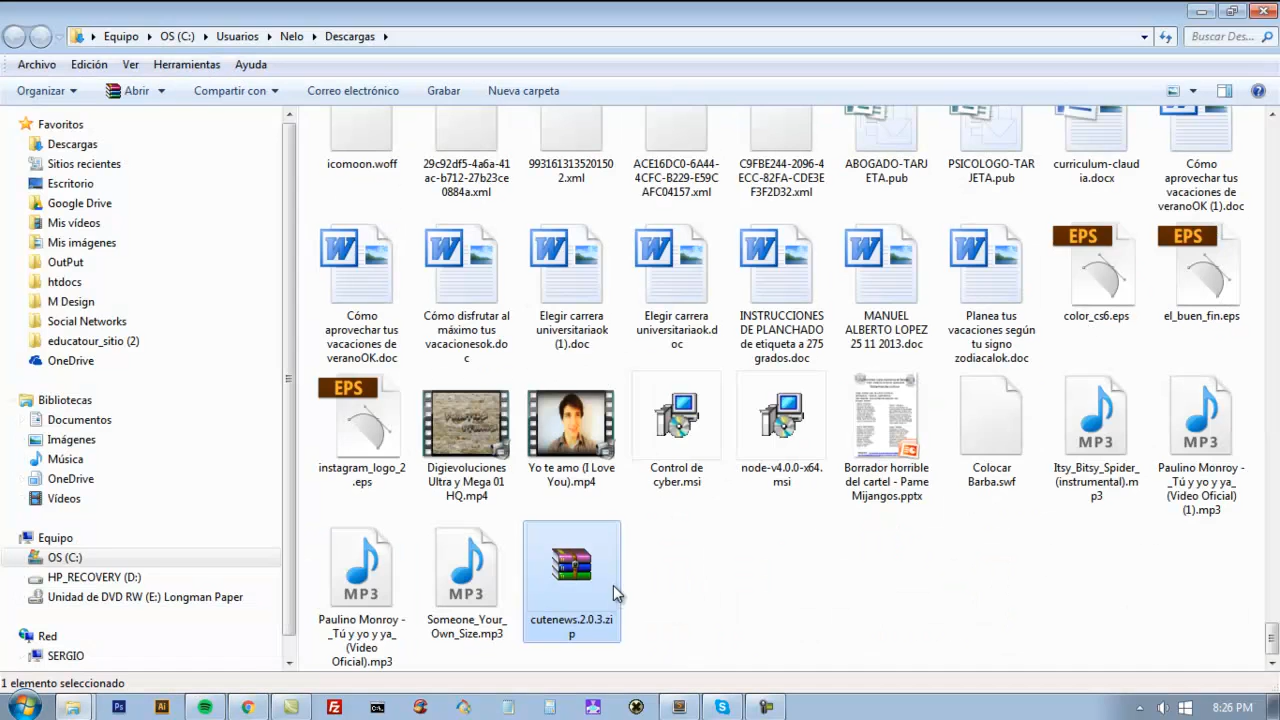 Equipo OS (C:) Usuarios Nelo Descargas Buscar Des...
Archivo Edición Ver Herramientas Ayuda
Organizar Abrir Compartir con Correo electrónico Grabar Nueva carpeta
Favoritos
Descargas
Sitios recientes
Escritorio
Google Drive
Mis vídeos
Mis imágenes
OutPut
htdocs
M Design
Social Networks
educatour_sitio (2)
OneDrive
Bibliotecas
Documentos
Imágenes
Música
OneDrive
Vídeos
Equipo
OS (C:)
HP_RECOVERY (D:)
Unidad de DVD RW (E:) Longman Paper
Red
SERGIO
icomoon.woff
29c92df5-4a6a-41
ac-b712-27b23ce
0884a.xml
993161313520150
2.xml
ACE16DC0-6A44-
4CFC-B229-E59C
AFC04157.xml
C9FBE244-2096-4
ECC-82FA-CDE3E
F3F2D32.xml
ABOGADO-TARJ
ETA.pub
PSICOLOGO-TAR
JETA.pub
curriculum-claud
ia.docx
Cómo
aprovechar tus
vacaciones de
veranoOK (1).doc
Cómo
aprovechar tus
vacaciones de
veranoOK.doc
Cómo disfrutar al
máximo tus
vacacionesok.do
c
Elegir carrera
universitariaok
(1).doc
Elegir carrera
universitariaok.d
oc
INSTRUCCIONES
DE PLANCHADO
de etiqueta a 275
grados.doc
MANUEL
ALBERTO LOPEZ
25 11 2013.doc
Planea tus
vacaciones según
tu signo
zodiacalok.doc
EPS
color_cs6.eps
EPS
el_buen_fin.eps
EPS
instagram_logo_2
.eps
Digievoluciones
Ultra y Mega 01
HQ.mp4
Yo te amo (I Love
You).mp4
Control de
cyber.msi
node-v4.0.0-x64.
msi
Borrador horrible
del cartel - Pame
Mijangos.pptx
Colocar
Barba.swf
MP3
Itsy_Bitsy_Spider_
(instrumental).m
p3
MP3
Paulino Monroy -
_Tú y yo y ya_
(Video Oficial)
(1).mp3
MP3
Paulino Monroy -
_Tú y yo y ya_
(Video
Oficial).mp3
MP3
Someone_Your_
Own_Size.mp3
cutenews.2.0.3.zi
p
1 elemento seleccionado
Ps Ai 8:26 PM